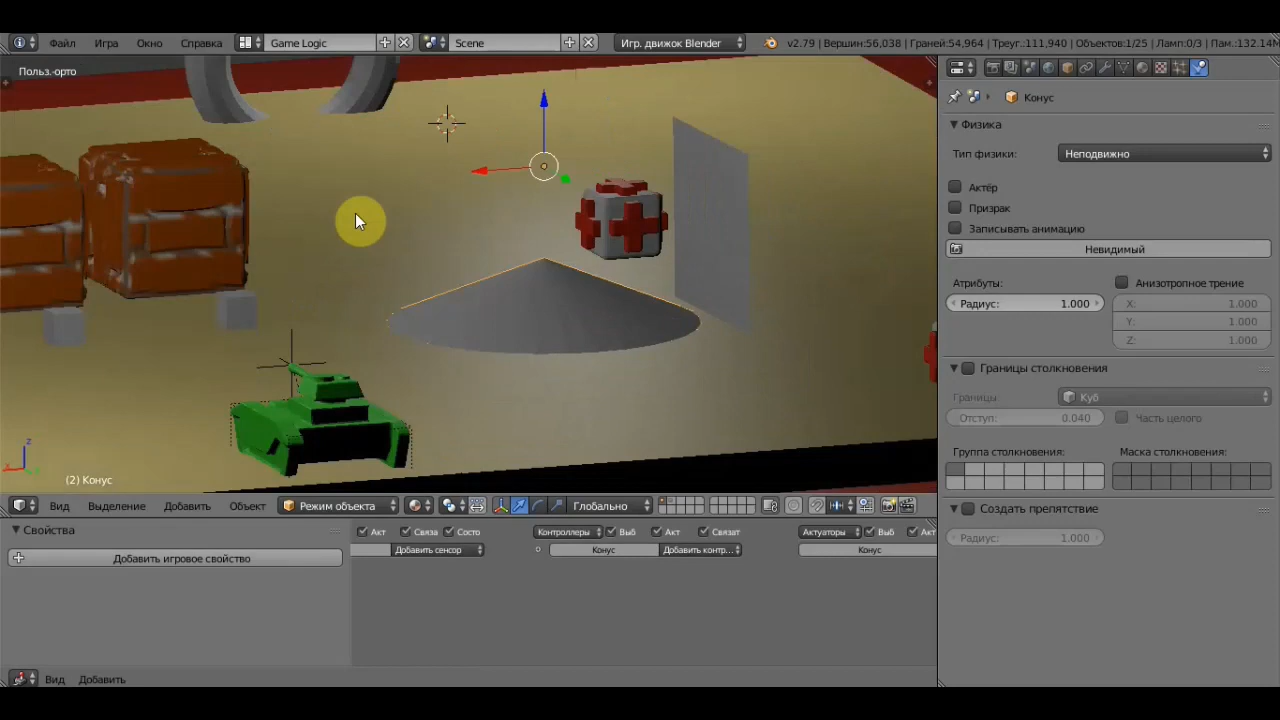 Файл Игра Окно Справка Game Logic Scene Игр. движок Blender v2.79 | Вершин:56,038 | Граней:54,964 | Треуг.:111,940 | Объектов:1/25 | Ламп:0/3 | Пам.:132.14М
Польз.-орто
Конус
Физика
Тип физики: Неподвижно
Актёр
Призрак
Записывать анимацию
Невидимый
Атрибуты: Анизотропное трение
Радиус: 1.000 X: 1.000
Y: 1.000
Z: 1.000
Границы столкновения
Границы: Куб
Отступ: 0.040 Часть целого
Группа столкновения: Маска столкновения:
z
x
(2) Конус
Вид Выделение Добавить Объект Режим объекта Глобально
Создать препятствие
Радиус: 1.000
Свойства Акт Связа Состо Контроллеры Выб Акт Связат Актуаторы Выб Акт
Добавить игровое свойство Добавить сенсор Конус Добавить контр... Конус
Вид Добавить